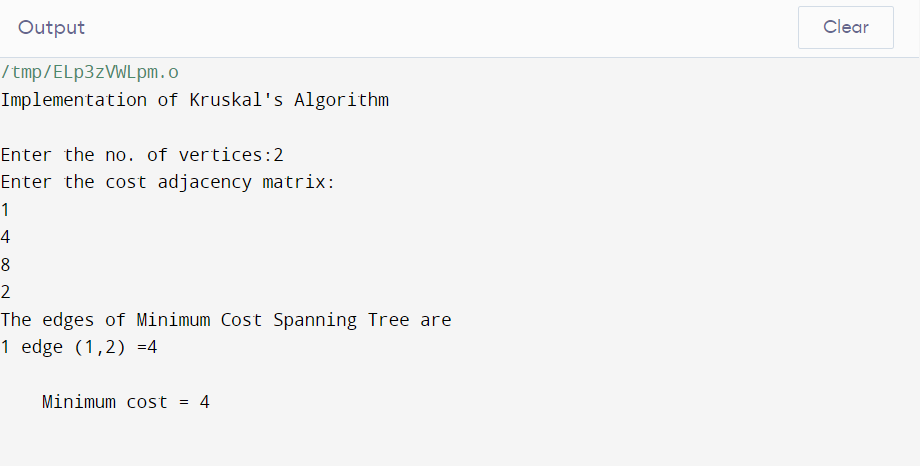 Output
Clear
/tmp/ELp3zVWLpm.o
Implementation of Kruskal's Algorithm
Enter the no. of vertices:2
Enter the cost adjacency matrix:
1
4
8
2
The edges of Minimum Cost Spanning Tree are
1 edge (1,2) =4
Minimum cost = 4